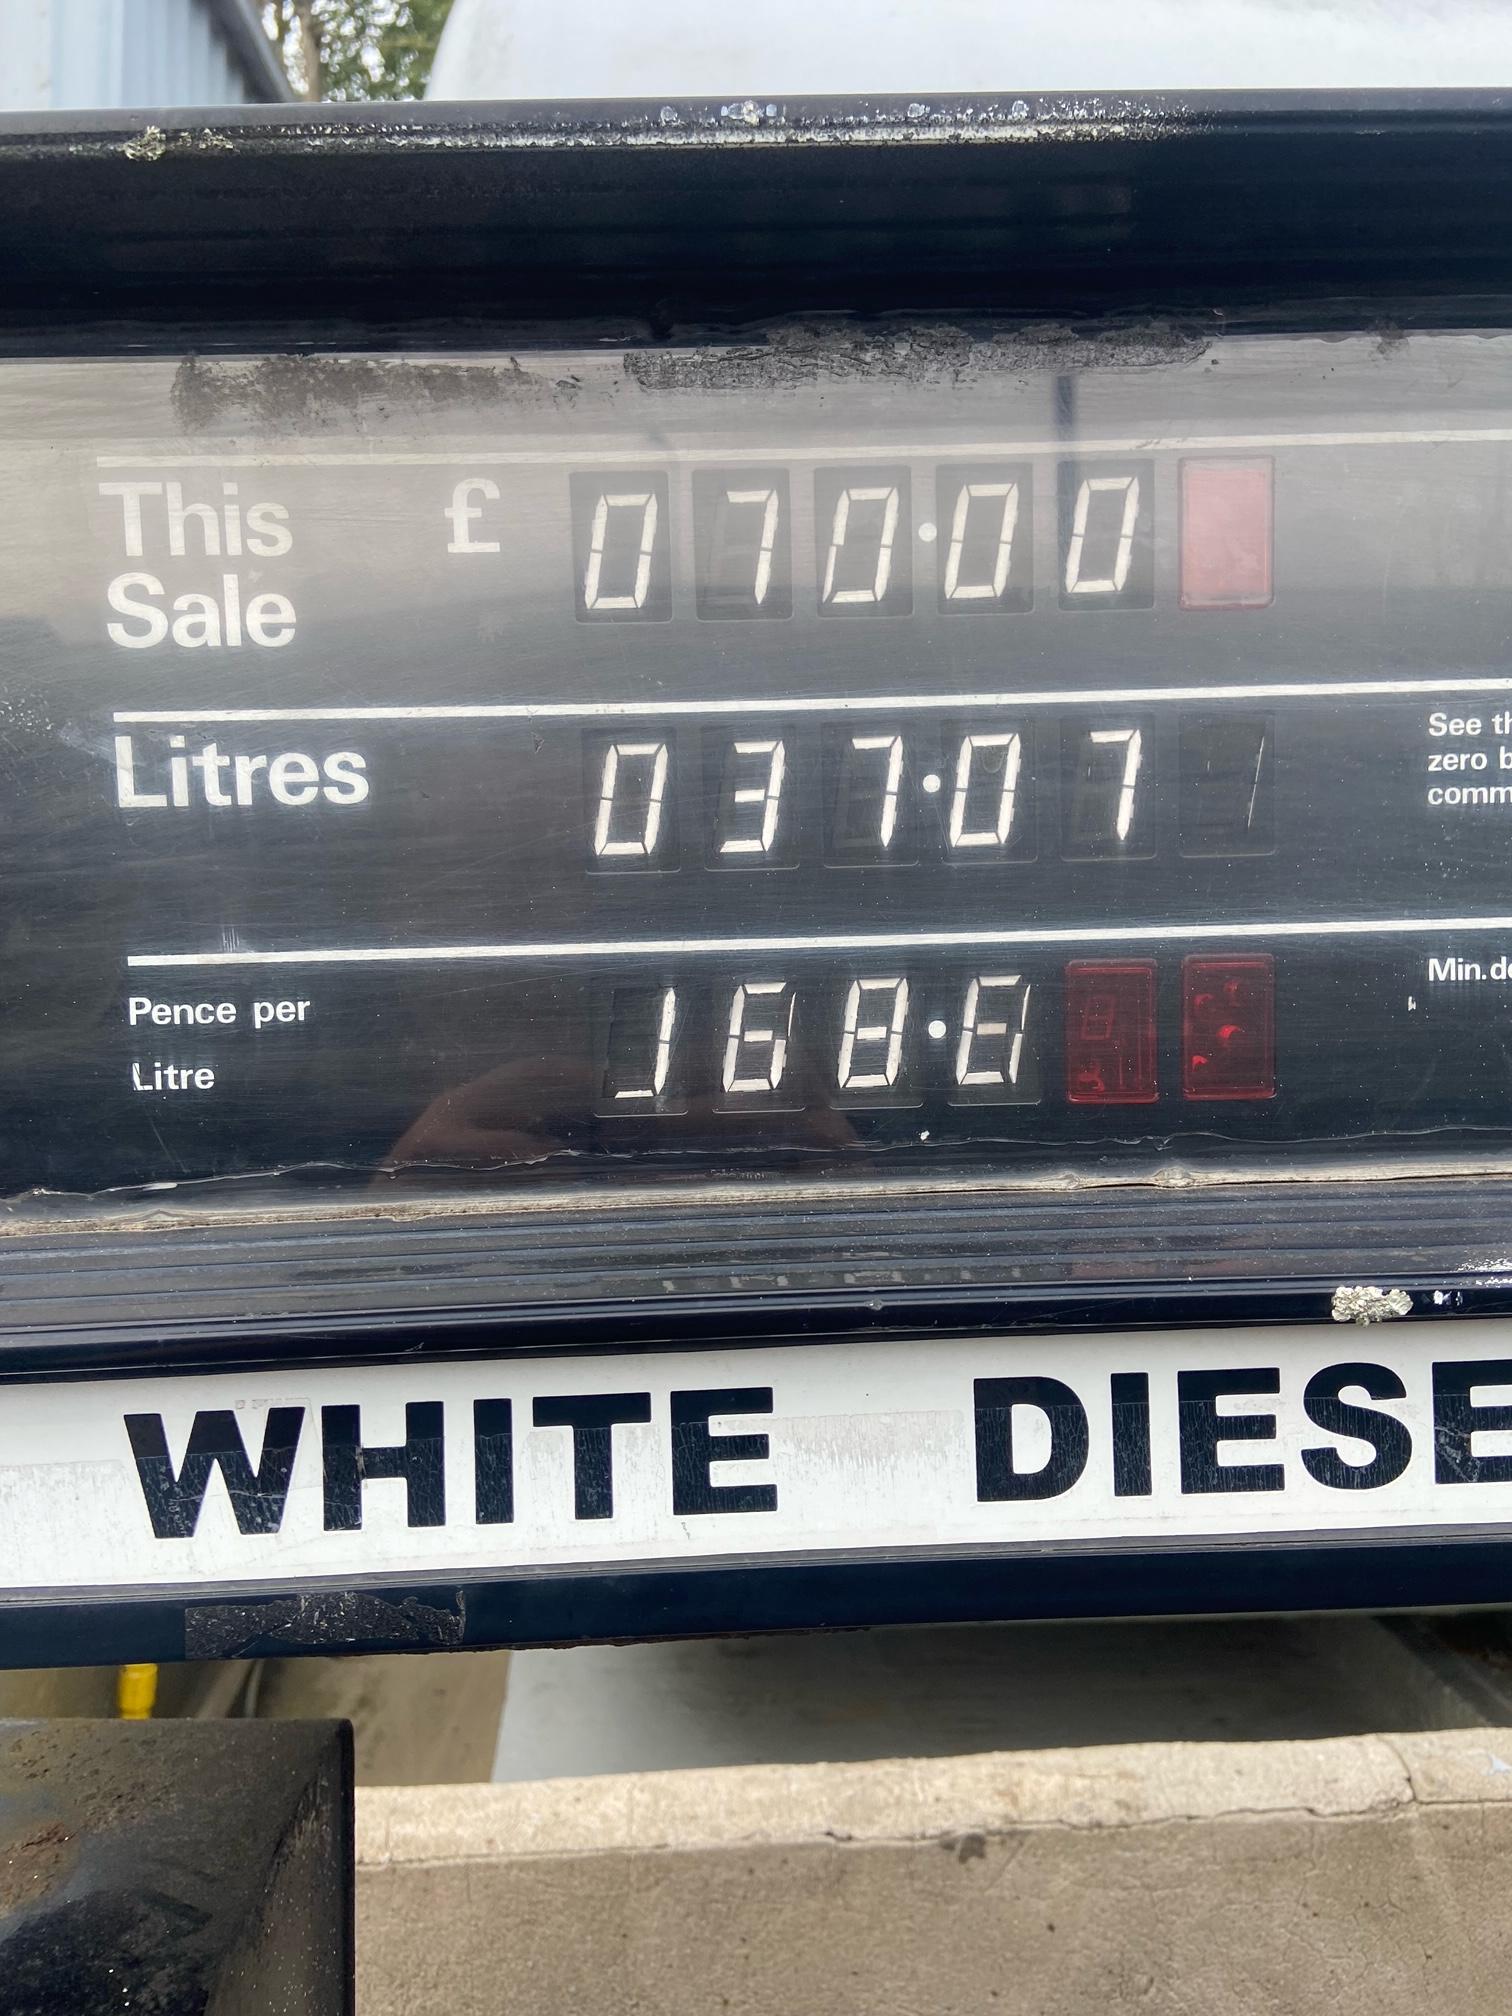 This Sale £ 070.00
Litres 037.07
See th
zero b
comm
Pence per Litre 168.6
Min.de
WHITE DIESE